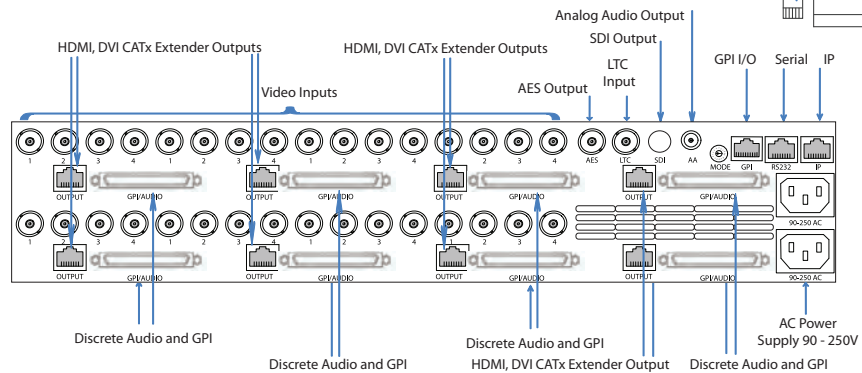 Analog Audio Output
HDMI, DVI CATx Extender Outputs
HDMI, DVI CATx Extender Outputs
SDI Output
LTC
Input
GPI I/O Serial IP
Video Inputs
AES Output
1 2 3 4 1 2 3 4 1 2 3 4 1 2 3 4 AES LTC SDI AA MODE GPI RS232 IP
OUTPUT GPI/AUDIO OUTPUT GPI/AUDIO OUTPUT GPI/AUDIO OUTPUT GPI/AUDIO
90-250 AC
1 2 3 4 1 2 3 4 1 2 3 4 1 2 3 4
OUTPUT GPI/AUDIO OUTPUT GPI/AUDIO OUTPUT GPI/AUDIO OUTPUT GPI/AUDIO 90-250 AC
Discrete Audio and GPI
Discrete Audio and GPI
Discrete Audio and GPI
HDMI, DVI CATx Extender Output
Discrete Audio and GPI
AC Power
Supply 90 - 250V